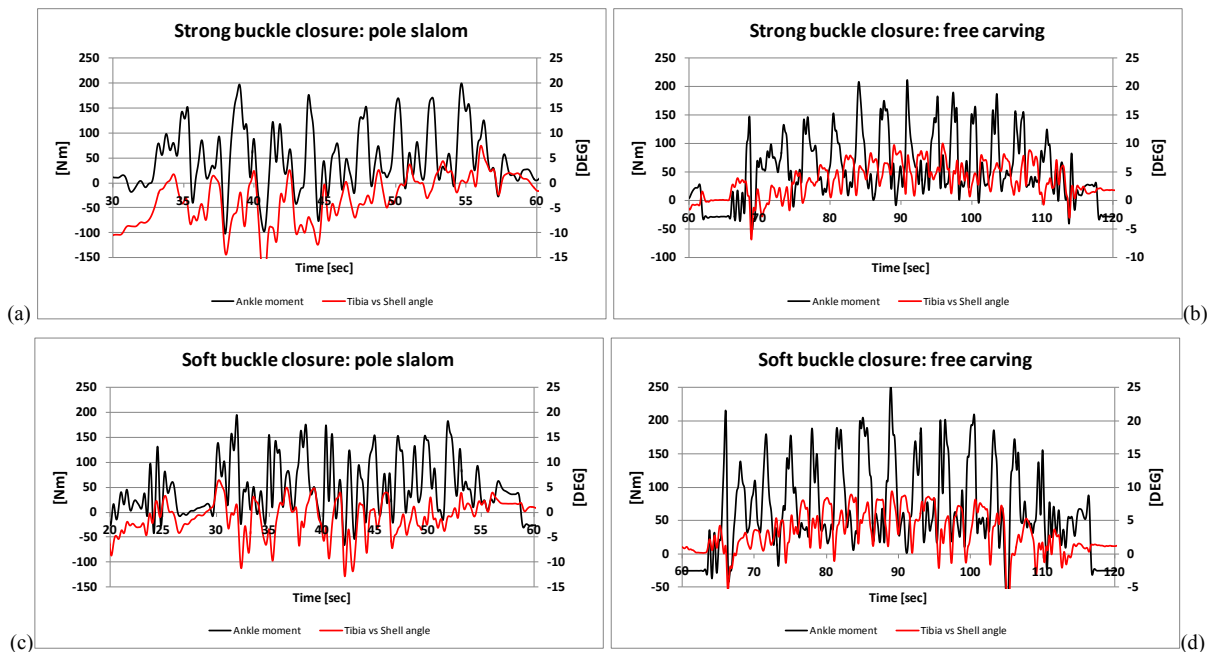 Strong buckle closure: pole slalom
250
200
150
100
50
0
-50
-100
-150
25
20
15
10
5
0
-5
-10
-15
30 35 40 45 50 55 60
[Nm]
[DEG]
Time [sec]
Ankle moment Tibia vs Shell angle
(a)
Strong buckle closure: free carving
250
200
150
100
50
0
-50
-100
25
20
15
10
5
0
-5
-10
60 70 80 90 100 110 120
[Nm]
[DEG]
Time [sec]
Ankle moment Tibia vs Shell angle
(b)
Soft buckle closure: pole slalom
250
200
150
100
50
0
-50
-100
-150
25
20
15
10
5
0
-5
-10
-15
20 25 30 35 40 45 50 55 60
[Nm]
[DEG]
Time [sec]
Ankle moment Tibia vs Shell angle
(c)
Soft buckle closure: free carving
250
200
150
100
50
0
-50
25
20
15
10
5
0
-5
60 70 80 90 100 110 120
[Nm]
[DEG]
Time [sec]
Ankle moment Tibia vs Shell angle
(d)